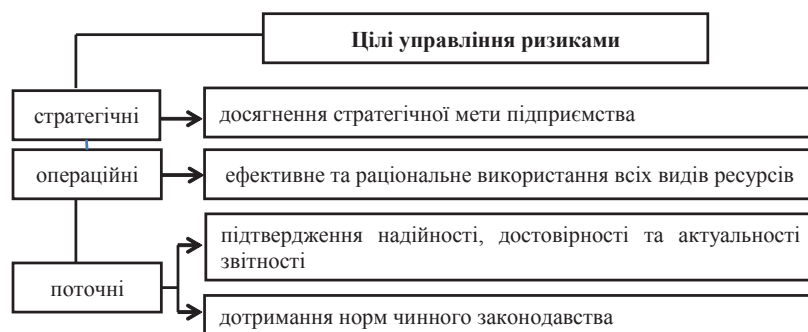 Цілі управління ризиками
стратегічні
досягнення стратегічної мети підприємства
операційні
ефективне та раціональне використання всіх видів ресурсів
поточні
підтвердження надійності, достовірності та актуальності
звітності
дотримання норм чинного законодавства